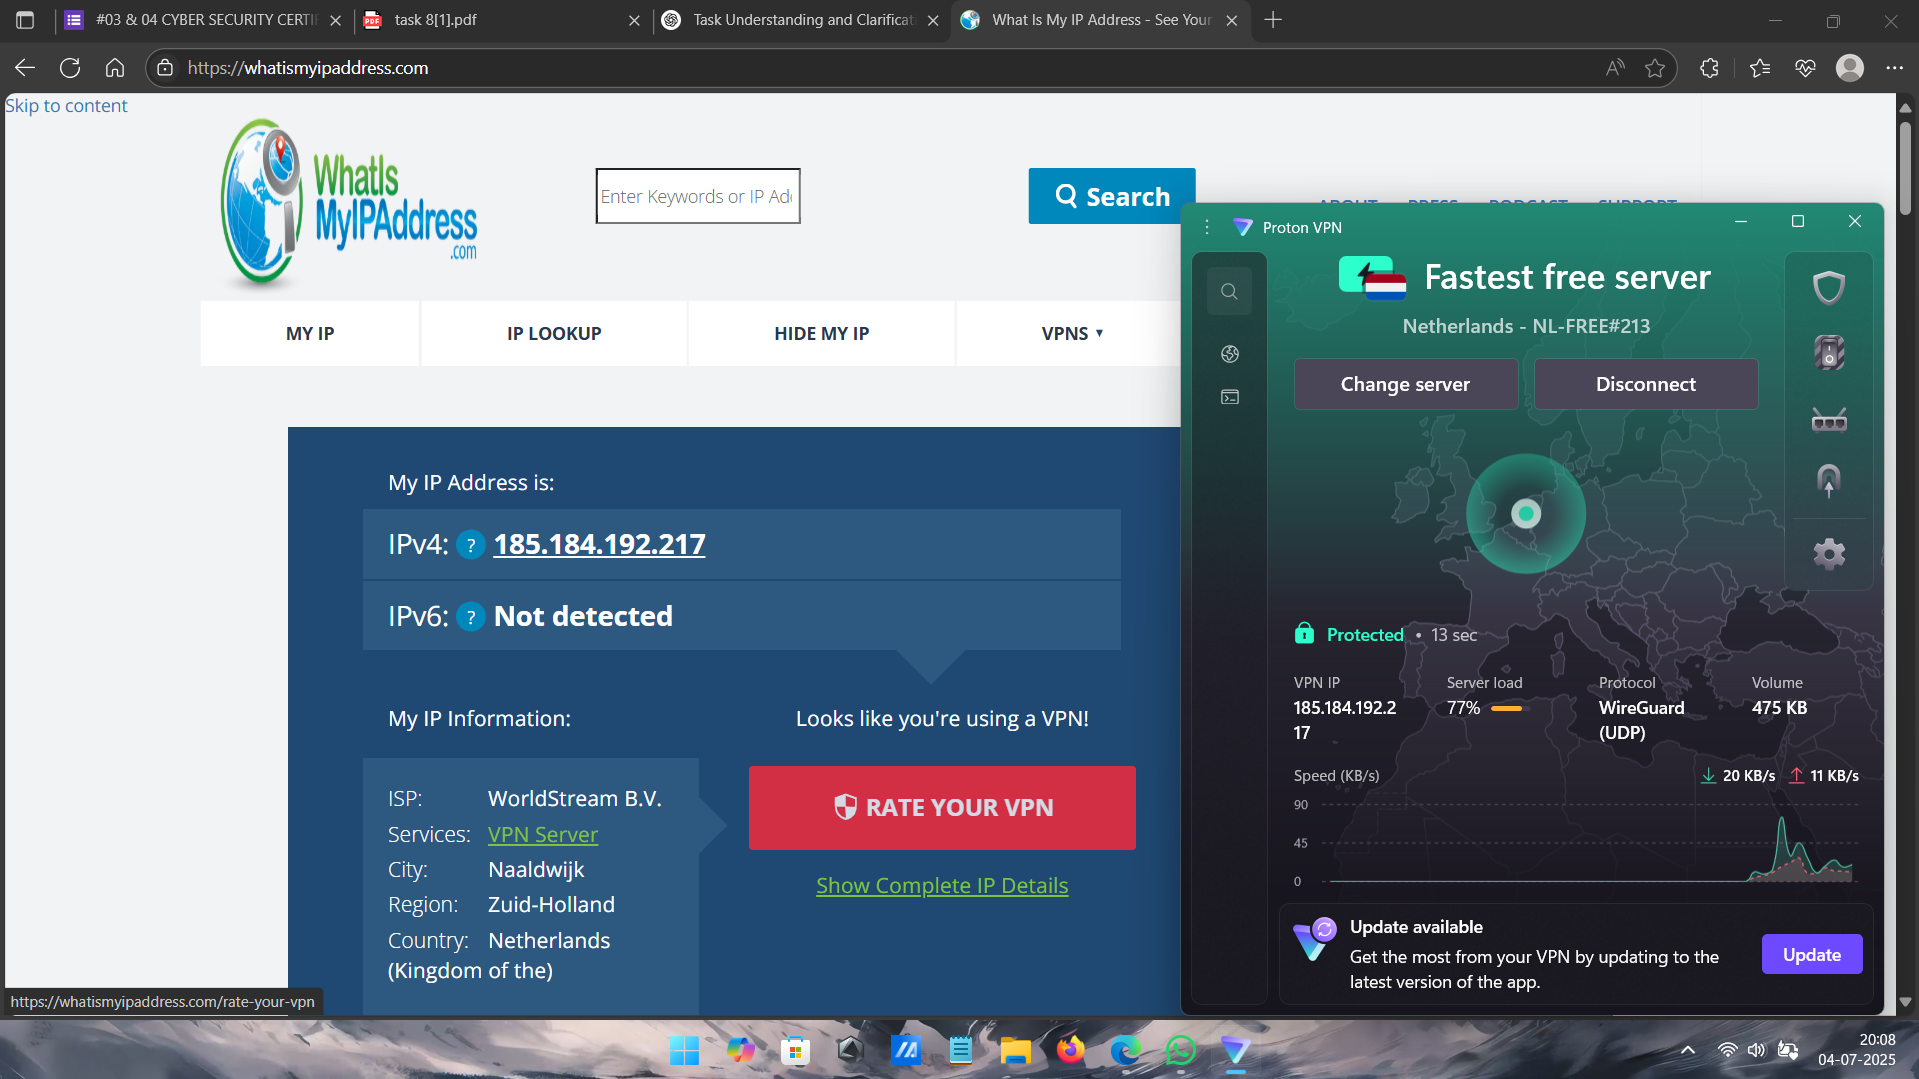 #03 & 04 CYBER SECURITY CERTI
task 8[1].pdf
Task Understanding and Clarificat
What Is My IP Address - See Your
https://whatismyipaddress.com
Skip to content
WhatIs
MyIPAddress
.com
Enter Keywords or IP Add
Search
ABOUT PRESS PODCAST SUPPORT
MY IP
IP LOOKUP
HIDE MY IP
VPNS ▼
My IP Address is:
IPv4: ? 185.184.192.217
IPv6: ? Not detected
My IP Information:
ISP: WorldStream B.V.
Services: VPN Server
City: Naaldwijk
Region: Zuid-Holland
Country: Netherlands
(Kingdom of the)
Looks like you're using a VPN!
RATE YOUR VPN
Show Complete IP Details
https://whatismyipaddress.com/rate-your-vpn
Proton VPN
Fastest free server
Netherlands - NL-FREE#213
Change server
Disconnect
Protected • 13 sec
VPN IP
185.184.192.2
17
Server load
77%
Protocol
WireGuard
(UDP)
Volume
475 KB
Speed (KB/s)
20 KB/s
11 KB/s
90
45
0
Update available
Get the most from your VPN by updating to the
latest version of the app.
Update
20:08
04-07-2025